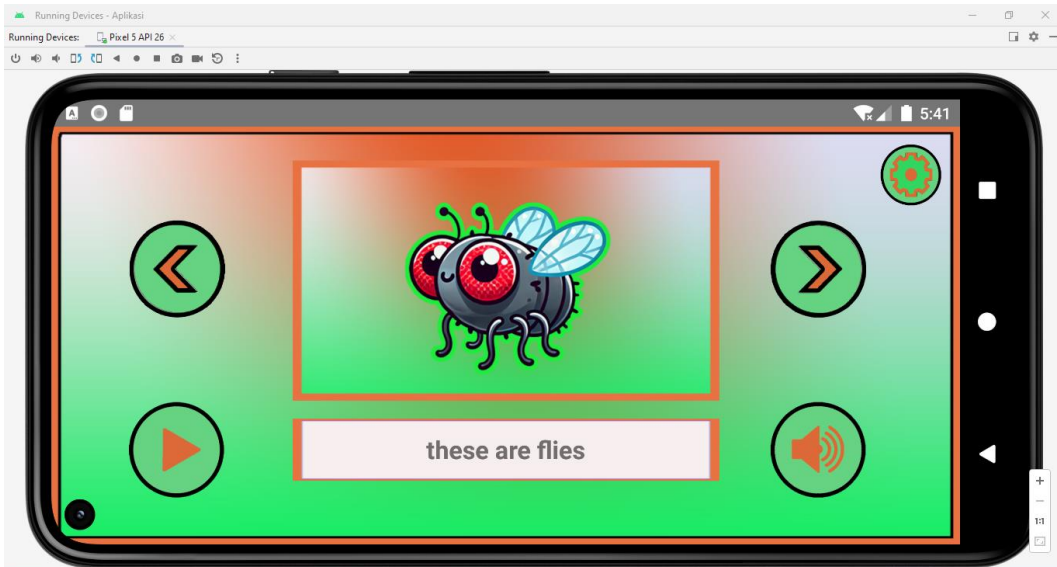 Running Devices - Aplikasi
Running Devices:
Pixel 5 API 26
A
5:41
these are flies
1:1